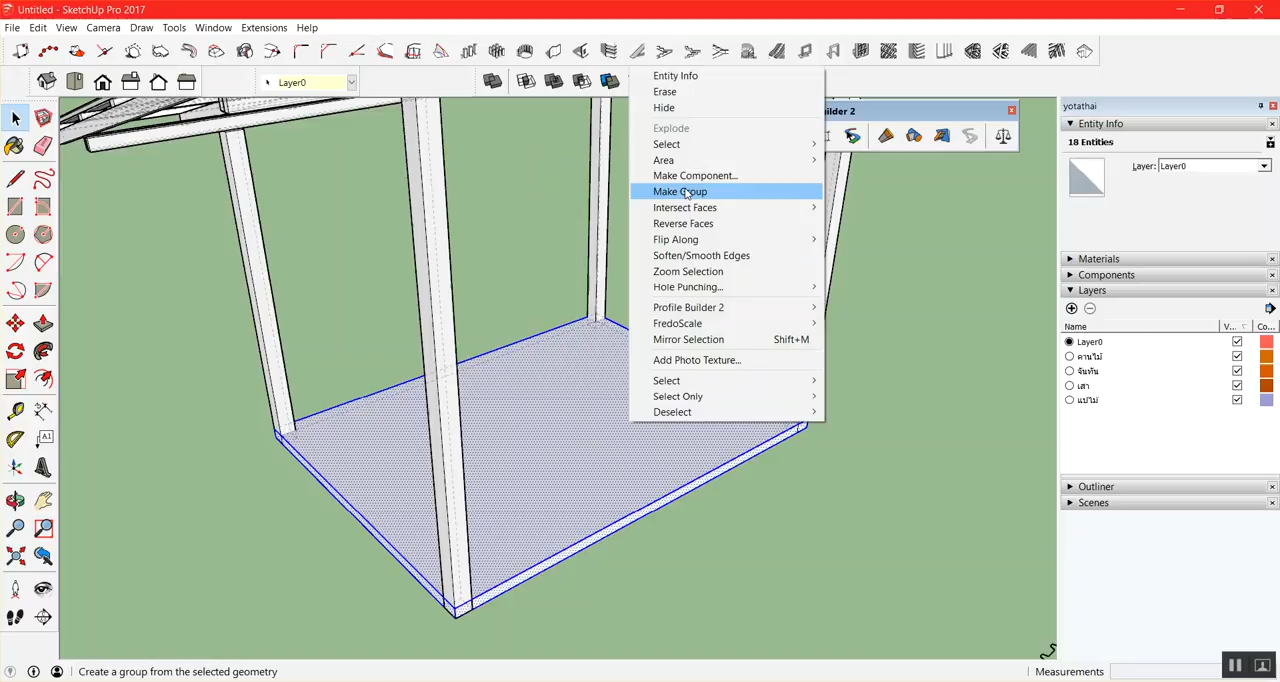 Untitled - SketchUp Pro 2017
File Edit View Camera Draw Tools Window Extensions Help
Layer0
Entity Info
Erase
Hide
Explode
Select
Area
Make Component...
Make Group
Intersect Faces
Reverse Faces
Flip Along
Soften/Smooth Edges
Zoom Selection
Hole Punching...
Profile Builder 2
FredoScale
Mirror Selection Shift+M
Add Photo Texture...
Select
Select Only
Deselect
uilder 2
yotathai
Entity Info
18 Entities
Layer: Layer0
Materials
Components
Layers
Name V... Co...
Layer0
คานไม้
จันทัน
เสา
แปไม้
Outliner
Scenes
A1
Create a group from the selected geometry
Measurements